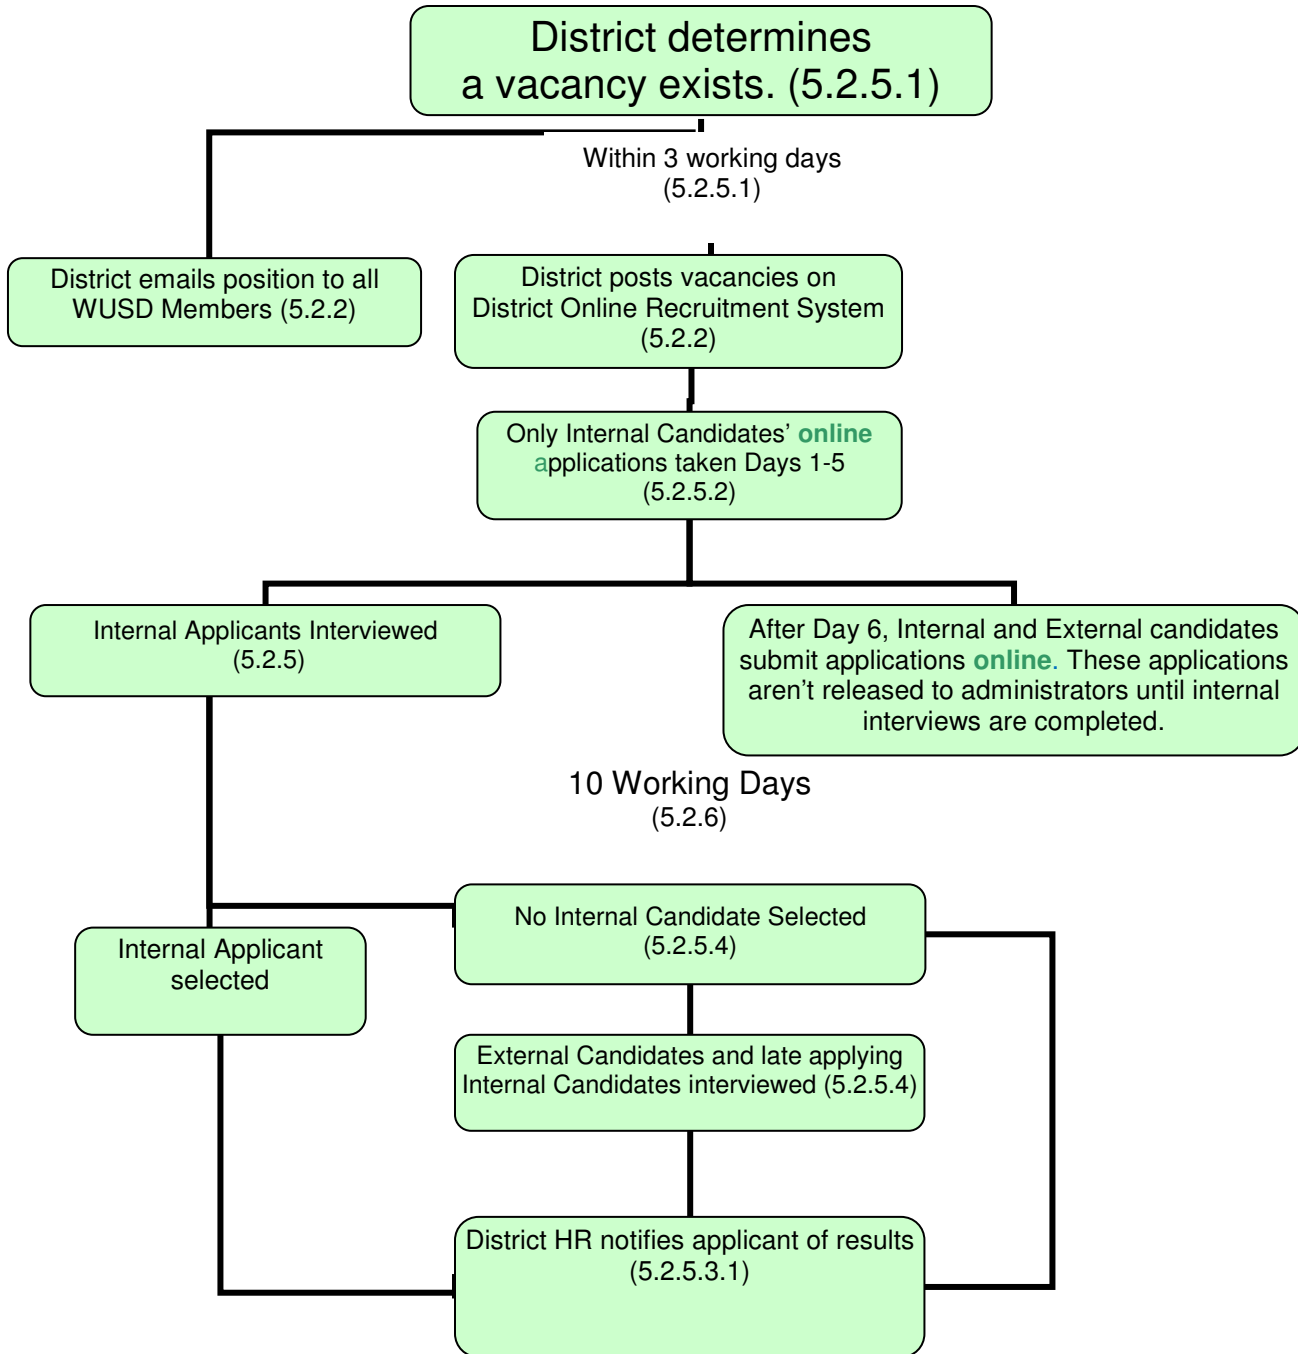 District determines
a vacancy exists. (5.2.5.1)
Within 3 working days
(5.2.5.1)
District emails position to all
WUSD Members (5.2.2)
District posts vacancies on
District Online Recruitment System
(5.2.2)
Only Internal Candidates’ online
applications taken Days 1-5
(5.2.5.2)
Internal Applicants Interviewed
(5.2.5)
After Day 6, Internal and External candidates
submit applications online. These applications
aren’t released to administrators until internal
interviews are completed.
10 Working Days
(5.2.6)
No Internal Candidate Selected
(5.2.5.4)
Internal Applicant
selected
External Candidates and late applying
Internal Candidates interviewed (5.2.5.4)
District HR notifies applicant of results
(5.2.5.3.1)